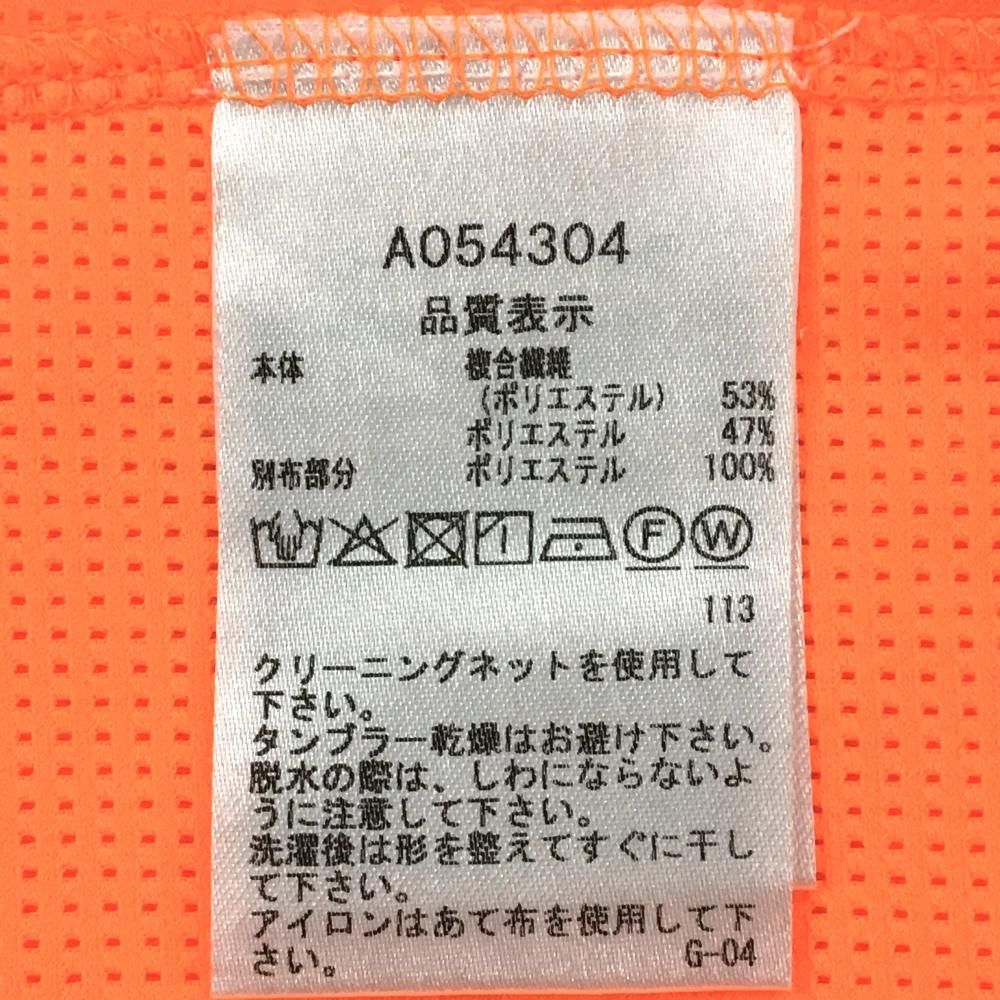 A054304
品質表示
本体 複合繊維
(ポリエステル) 53%
ポリエステル 47%
別布部分 ポリエステル 100%
F W
113
クリーニングネットを使用して
下さい。
タンブラー乾燥はお避け下さい。
脱水の際は、しわにならないよ
うに注意して下さい。
洗濯後は形を整えてすぐに干し
て下さい。
アイロンはあて布を使用して下
さい。 G-04